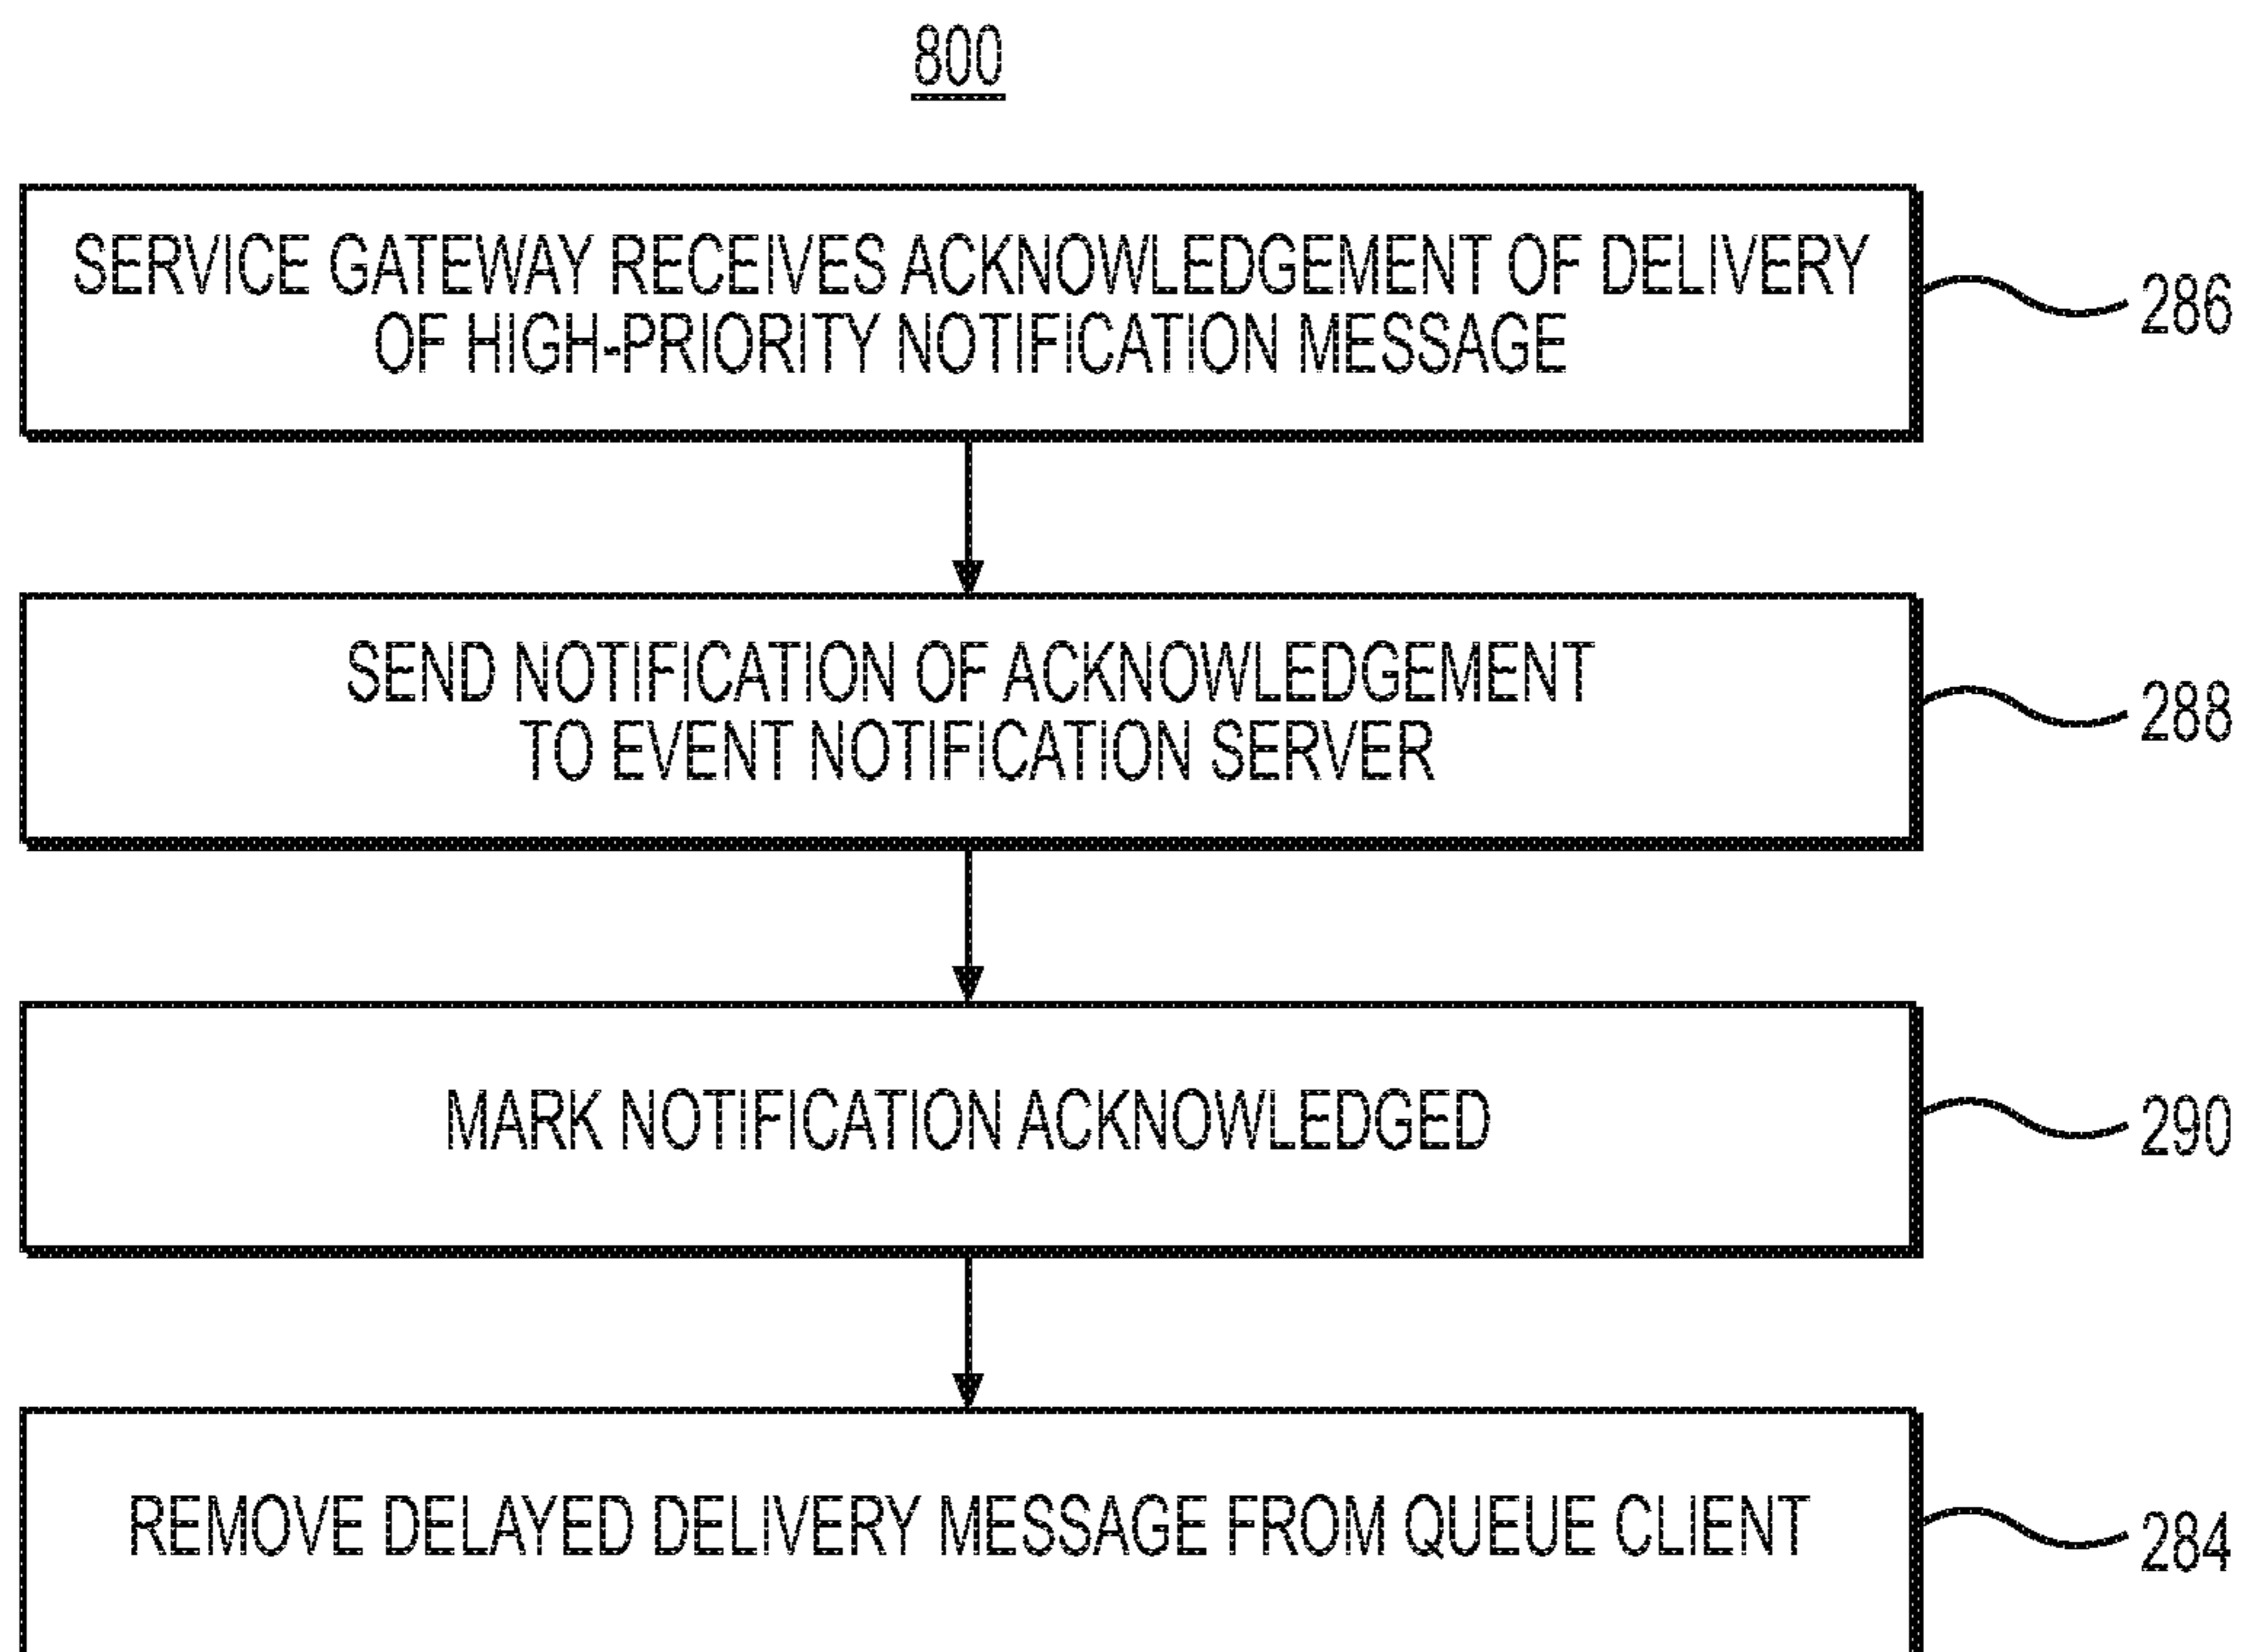 800
SERVICE GATEWAY RECEIVES ACKNOWLEDGEMENT OF DELIVERY
OF HIGH-PRIORITY NOTIFICATION MESSAGE
286
SEND NOTIFICATION OF ACKNOWLEDGEMENT
TO EVENT NOTIFICATION SERVER
288
MARK NOTIFICATION ACKNOWLEDGED
290
REMOVE DELAYED DELIVERY MESSAGE FROM QUEUE CLIENT
284